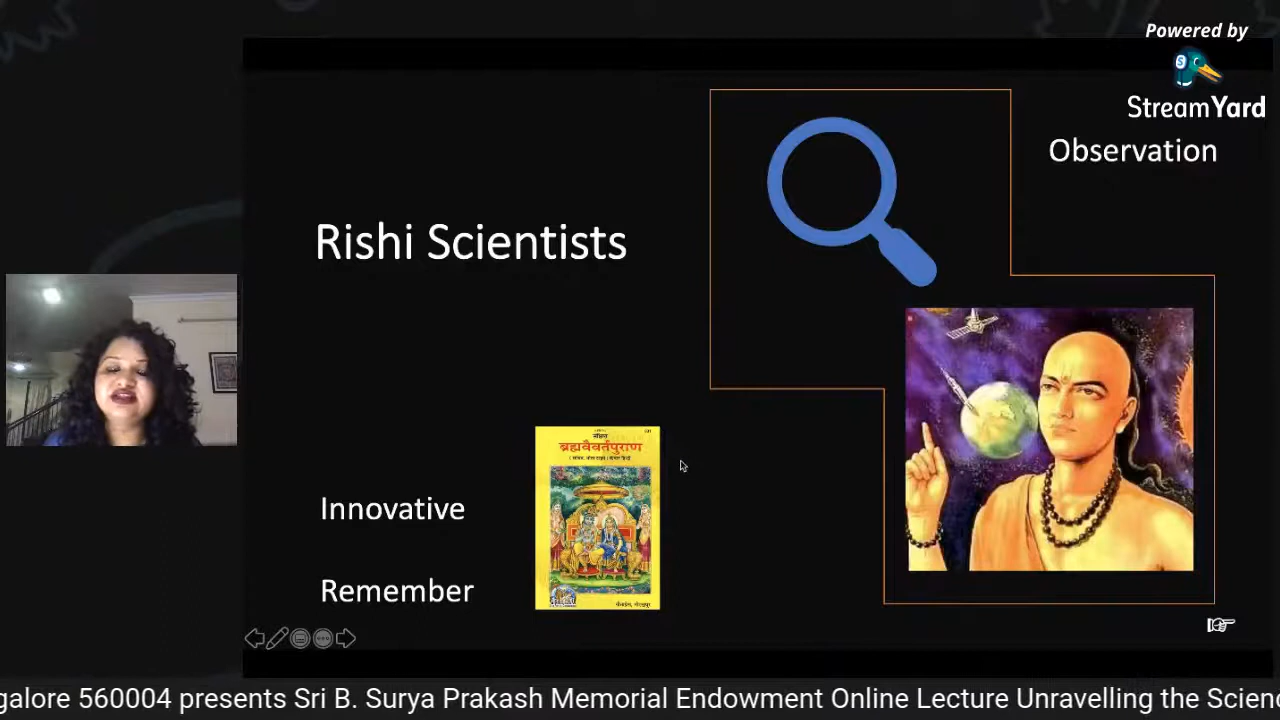 Powered by
StreamYard
Observation
Rishi Scientists
संक्षिप्त
ब्रह्मवैवर्तपुराण
Innovative
Remember
galore 560004 presents Sri B. Surya Prakash Memorial Endowment Online Lecture Unravelling the Scienc